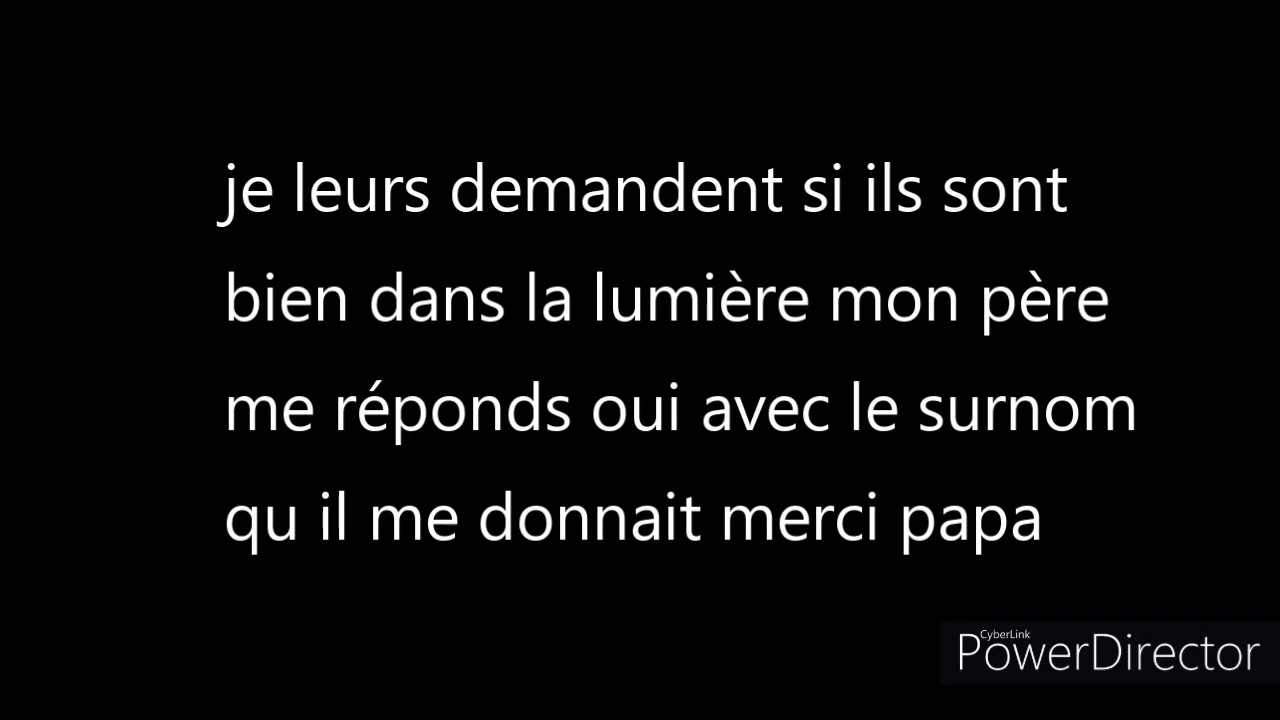 je leurs demandent si ils sont
bien dans la lumière mon père
me réponds oui avec le surnom
qu il me donnait merci papa
CyberLink
PowerDirector